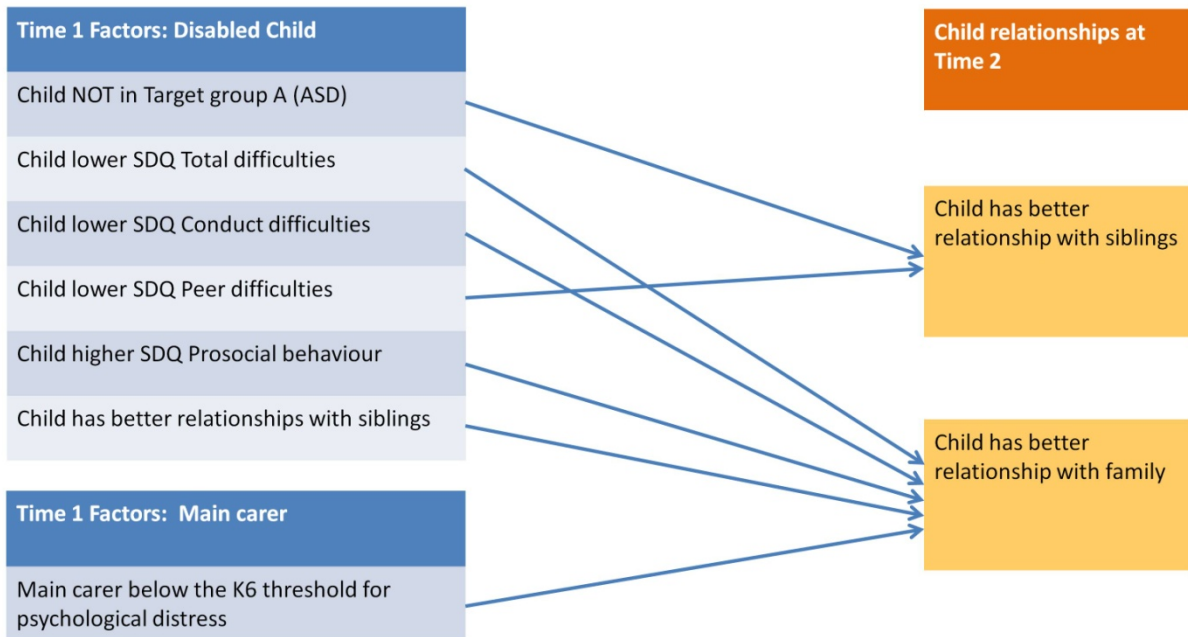 Time 1 Factors: Disabled Child
Child NOT in Target group A (ASD)
Child lower SDQ Total difficulties
Child lower SDQ Conduct difficulties
Child lower SDQ Peer difficulties
Child higher SDQ Prosocial behaviour
Child has better relationships with siblings
Time 1 Factors:  Main carer
Main carer below the K6 threshold for
psychological distress
Child relationships at
Time 2
Child has better
relationship with siblings
Child has better
relationship with family